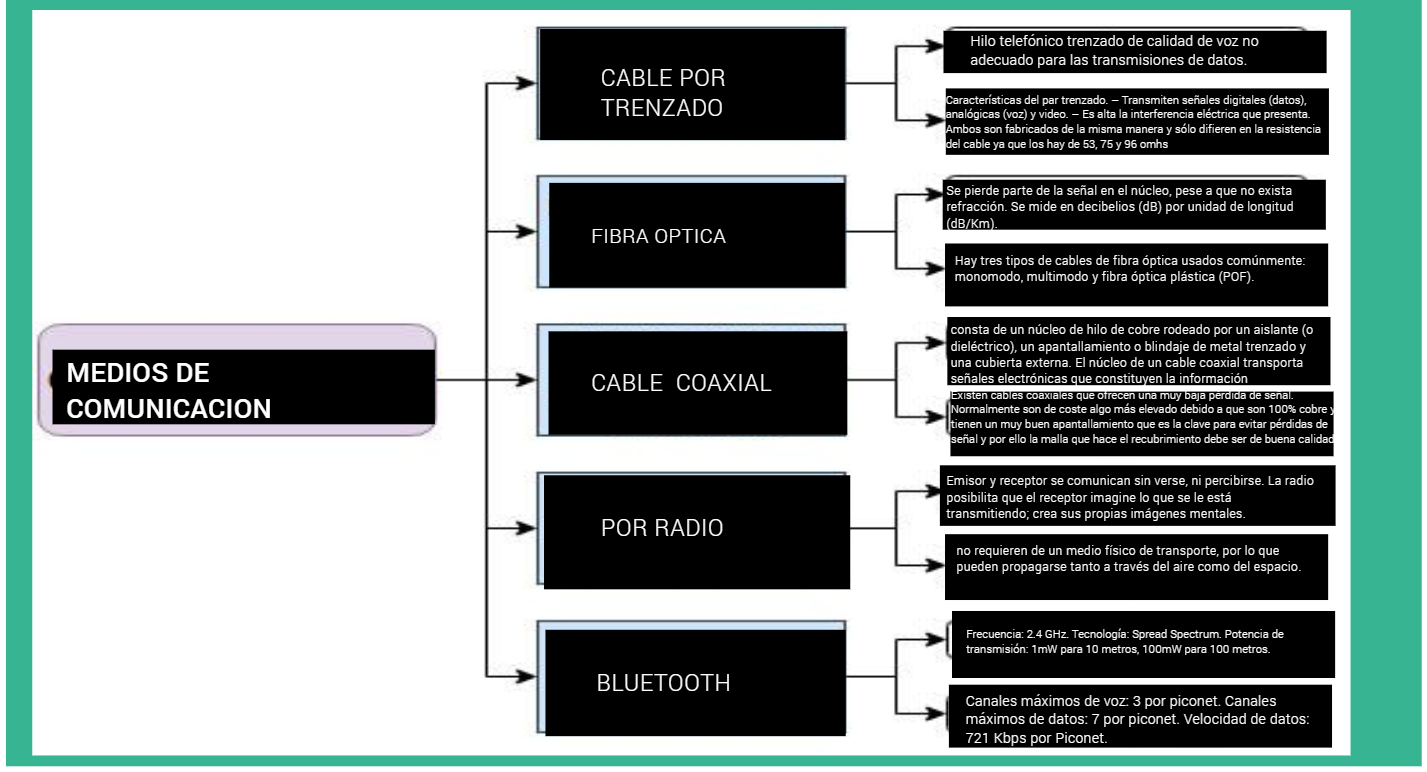 MEDIOS DE
COMUNICACION
CABLE POR
TRENZADO
Hilo telefónico trenzado de calidad de voz no
adecuado para las transmisiones de datos.
Características del par trenzado. – Transmiten señales digitales (datos),
analógicas (voz) y video. – Es alta la interferencia eléctrica que presenta.
Ambos son fabricados de la misma manera y sólo difieren en la resistencia
del cable ya que los hay de 53, 75 y 96 omhs
FIBRA OPTICA
Se pierde parte de la señal en el núcleo, pese a que no exista
refracción. Se mide en decibelios (dB) por unidad de longitud
(dB/Km).
Hay tres tipos de cables de fibra óptica usados comúnmente:
monomodo, multimodo y fibra óptica plástica (POF).
CABLE COAXIAL
consta de un núcleo de hilo de cobre rodeado por un aislante (o
dieléctrico), un apantallamiento o blindaje de metal trenzado y
una cubierta externa. El núcleo de un cable coaxial transporta
señales electrónicas que constituyen la información
Existen cables coaxiales que ofrecen una muy baja pérdida de señal.
Normalmente son de coste algo más elevado debido a que son 100% cobre y
tienen un muy buen apantallamiento que es la clave para evitar pérdidas de
señal y por ello la malla que hace el recubrimiento debe ser de buena calidad
POR RADIO
Emisor y receptor se comunican sin verse, ni percibirse. La radio
posibilita que el receptor imagine lo que se le está
transmitiendo; crea sus propias imágenes mentales.
no requieren de un medio físico de transporte, por lo que
pueden propagarse tanto a través del aire como del espacio.
BLUETOOTH
Frecuencia: 2.4 GHz. Tecnología: Spread Spectrum. Potencia de
transmisión: 1mW para 10 metros, 100mW para 100 metros.
Canales máximos de voz: 3 por piconet. Canales
máximos de datos: 7 por piconet. Velocidad de datos:
721 Kbps por Piconet.